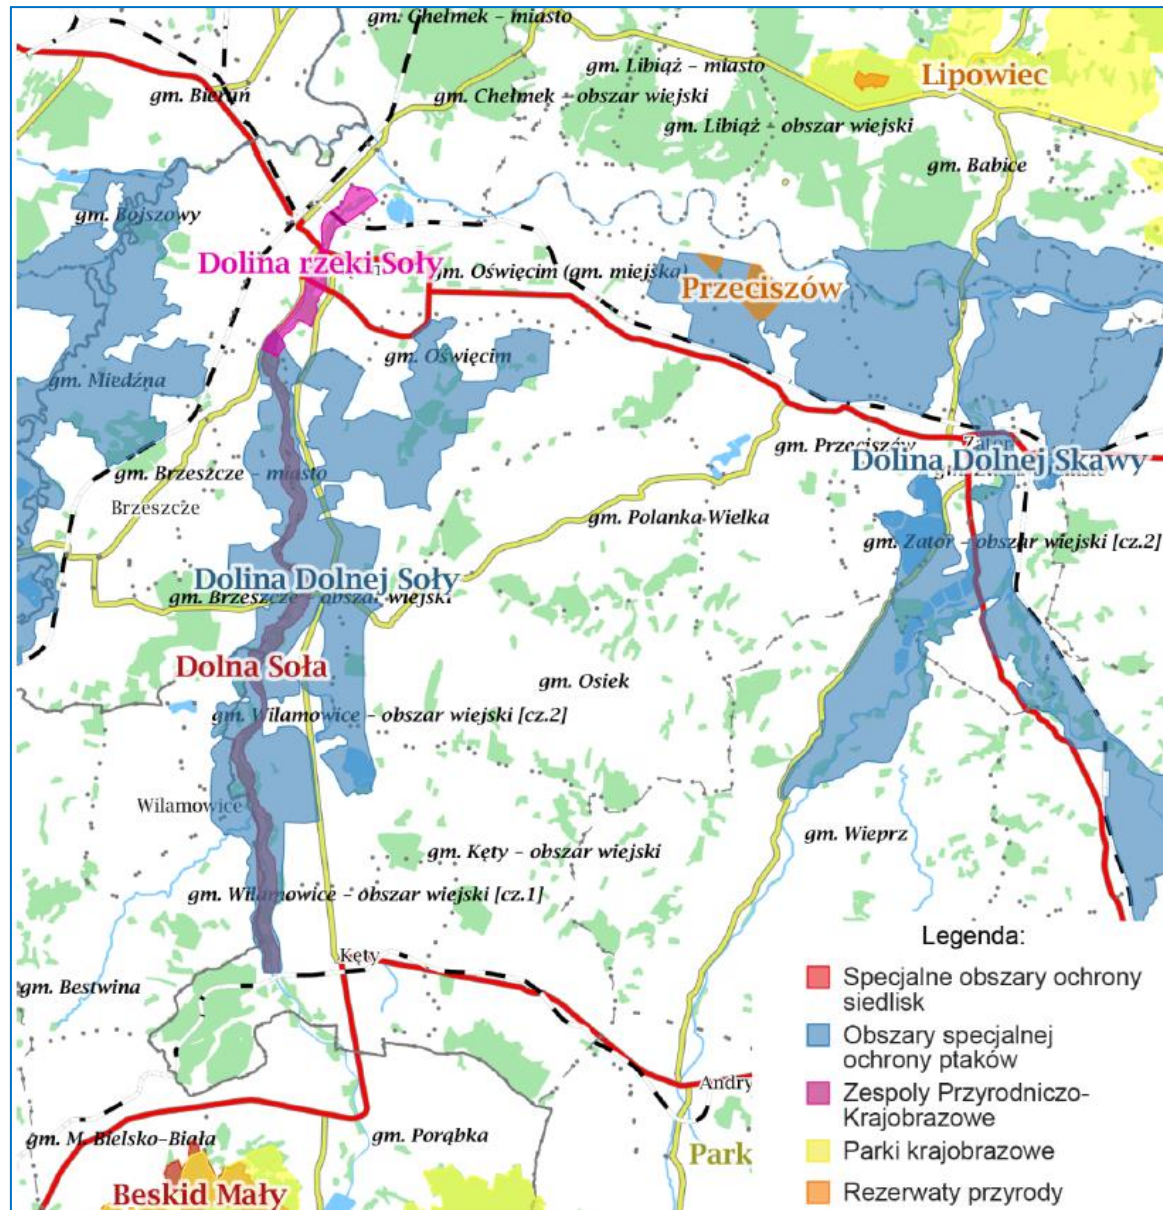 gm. Chełmek – miasto
gm. Libiąż – miasto
Lipowiec
gm. Bieruń
gm. Chełmek – obszar wiejski
gm. Libiąż – obszar wiejski
gm. Babice
gm. Bojszowy
Dolina rzeki Soły
gm. Oświęcim (gm. miejska)
Przeciszów
gm. Oświęcim
gm. Miedźna
gm. Przeciszów
Zator
Dolina Dolnej Skawy
gm. Brzeszcze – miasto
Brzeszcze
gm. Polanka Wielka
gm. Zator – obszar wiejski [cz.2]
Dolina Dolnej Soły
gm. Brzeszcze – obszar wiejski
Dolna Soła
gm. Osiek
gm. Wilamowice – obszar wiejski [cz.2]
Wilamowice
gm. Wieprz
gm. Kęty – obszar wiejski
gm. Wilamowice – obszar wiejski [cz.1]
Kęty
gm. Bestwina
Andry
gm. M. Bielsko–Biała
gm. Porąbka
Park
Beskid Mały
Legenda:
Specjalne obszary ochrony
siedlisk
Obszary specjalnej
ochrony ptaków
Zespoly Przyrodniczo-
Krajobrazowe
Parki krajobrazowe
Rezerwaty przyrody